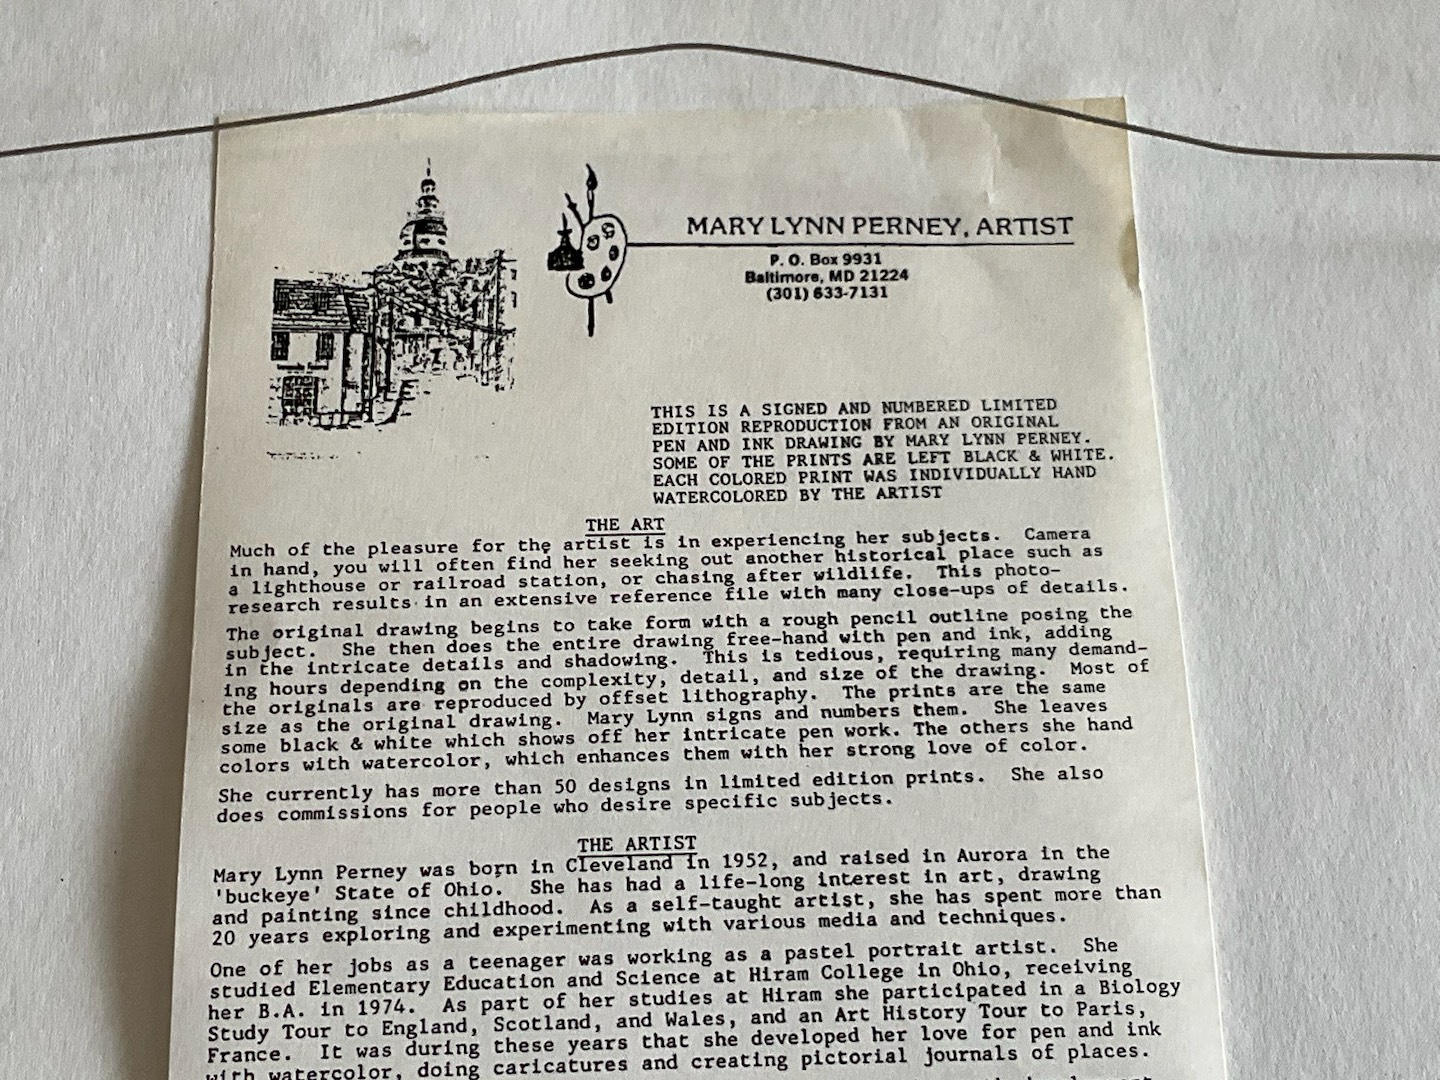 MARY LYNN PERNEY, ARTIST
P. O. Box 9931
Baltimore, MD 21224
(301) 633-7131
THIS IS A SIGNED AND NUMBERED LIMITED
EDITION REPRODUCTION FROM AN ORIGINAL
PEN AND INK DRAWING BY MARY LYNN PERNEY.
SOME OF THE PRINTS ARE LEFT BLACK & WHITE.
EACH COLORED PRINT WAS INDIVIDUALLY HAND
WATERCOLORED BY THE ARTIST
THE ART
Much of the pleasure for the artist is in experiencing her subjects. Camera
in hand, you will often find her seeking out another historical place such as
a lighthouse or railroad station, or chasing after wildlife. This photo-
research results in an extensive reference file with many close-ups of details.
The original drawing begins to take form with a rough pencil outline posing the
subject. She then does the entire drawing free-hand with pen and ink, adding
in the intricate details and shadowing. This is tedious, requiring many demand-
ing hours depending on the complexity, detail, and size of the drawing. Most of
the originals are reproduced by offset lithography. The prints are the same
size as the original drawing. Mary Lynn signs and numbers them. She leaves
some black & white which shows off her intricate pen work. The others she hand
colors with watercolor, which enhances them with her strong love of color.
She currently has more than 50 designs in limited edition prints. She also
does commissions for people who desire specific subjects.
THE ARTIST
Mary Lynn Perney was born in Cleveland in 1952, and raised in Aurora in the
'buckeye' State of Ohio. She has had a life-long interest in art, drawing
and painting since childhood. As a self-taught artist, she has spent more than
20 years exploring and experimenting with various media and techniques.
One of her jobs as a teenager was working as a pastel portrait artist. She
studied Elementary Education and Science at Hiram College in Ohio, receiving
her B.A. in 1974. As part of her studies at Hiram she participated in a Biology
Study Tour to England, Scotland, and Wales, and an Art History Tour to Paris,
France. It was during these years that she developed her love for pen and ink
with watercolor, doing caricatures and creating pictorial journals of places.